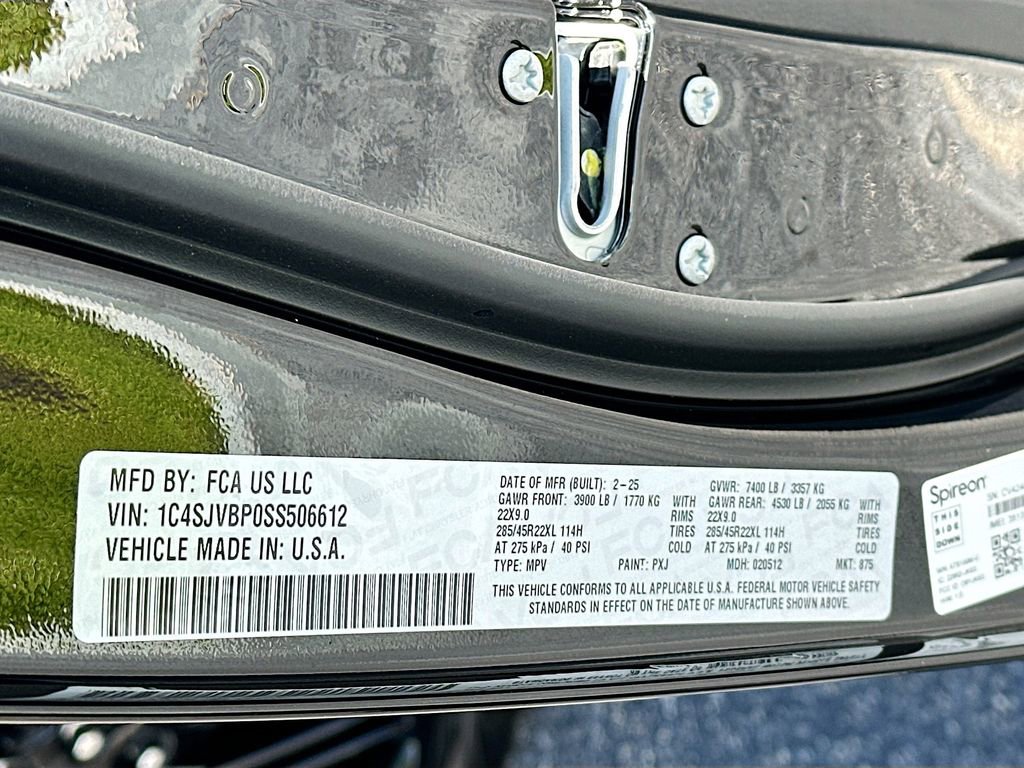 MFD BY: FCA US LLC
VIN: 1C4SJVBP0SS506612
VEHICLE MADE IN: U.S.A.
DATE OF MFR (BUILT): 2-25 GVWR: 7400 LB / 3357 KG
GAWR FRONT: 3900 LB / 1770 KG WITH GAWR REAR: 4530 LB / 2055 KG WITH
22X9.0 RIMS 22X9.0 RIMS
285/45R22XL 114H TIRES 285/45R22XL 114H TIRES
AT 275 kPa / 40 PSI COLD AT 275 kPa / 40 PSI COLD
TYPE: MPV PAINT: PXJ MDH: 020512 MKT: 875
THIS VEHICLE CONFORMS TO ALL APPLICABLE U.S.A. FEDERAL MOTOR VEHICLE SAFETY
STANDARDS IN EFFECT ON THE DATE OF MANUFACTURE SHOWN ABOVE.
Spireon
THIS
SIDE
DOWN